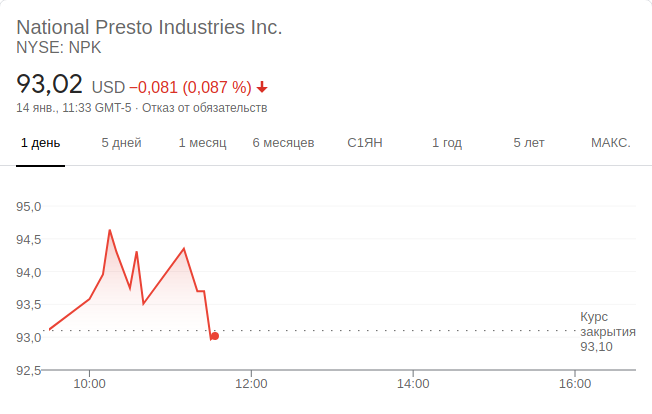 National Presto Industries Inc.
NYSE: NPK
93,02 USD −0,081 (0,087 %)
14 янв., 11:33 GMT-5 · Отказ от обязательств
1 день 5 дней 1 месяц 6 месяцев С1ЯН 1 год 5 лет МАКС.
95,0
94,5
94,0
93,5
93,0
92,5
Курс
закрытия
93,10
10:00 12:00 14:00 16:00